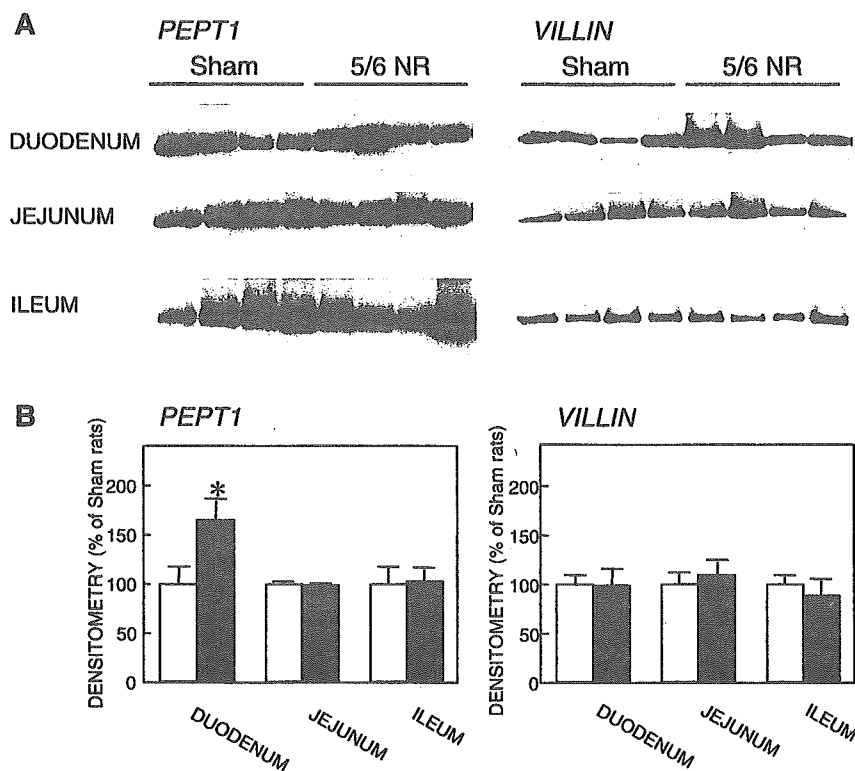 A
PEPT1
VILLIN
Sham 5/6 NR
Sham 5/6 NR
DUODENUM
JEJUNUM
ILEUM
B
PEPT1
VILLIN
DENSITOMETRY (% of Sham rats)
200
150
100
50
0
*
DUODENUM
JEJUNUM
ILEUM
DENSITOMETRY (% of Sham rats)
200
150
100
50
0
DUODENUM
JEJUNUM
ILEUM